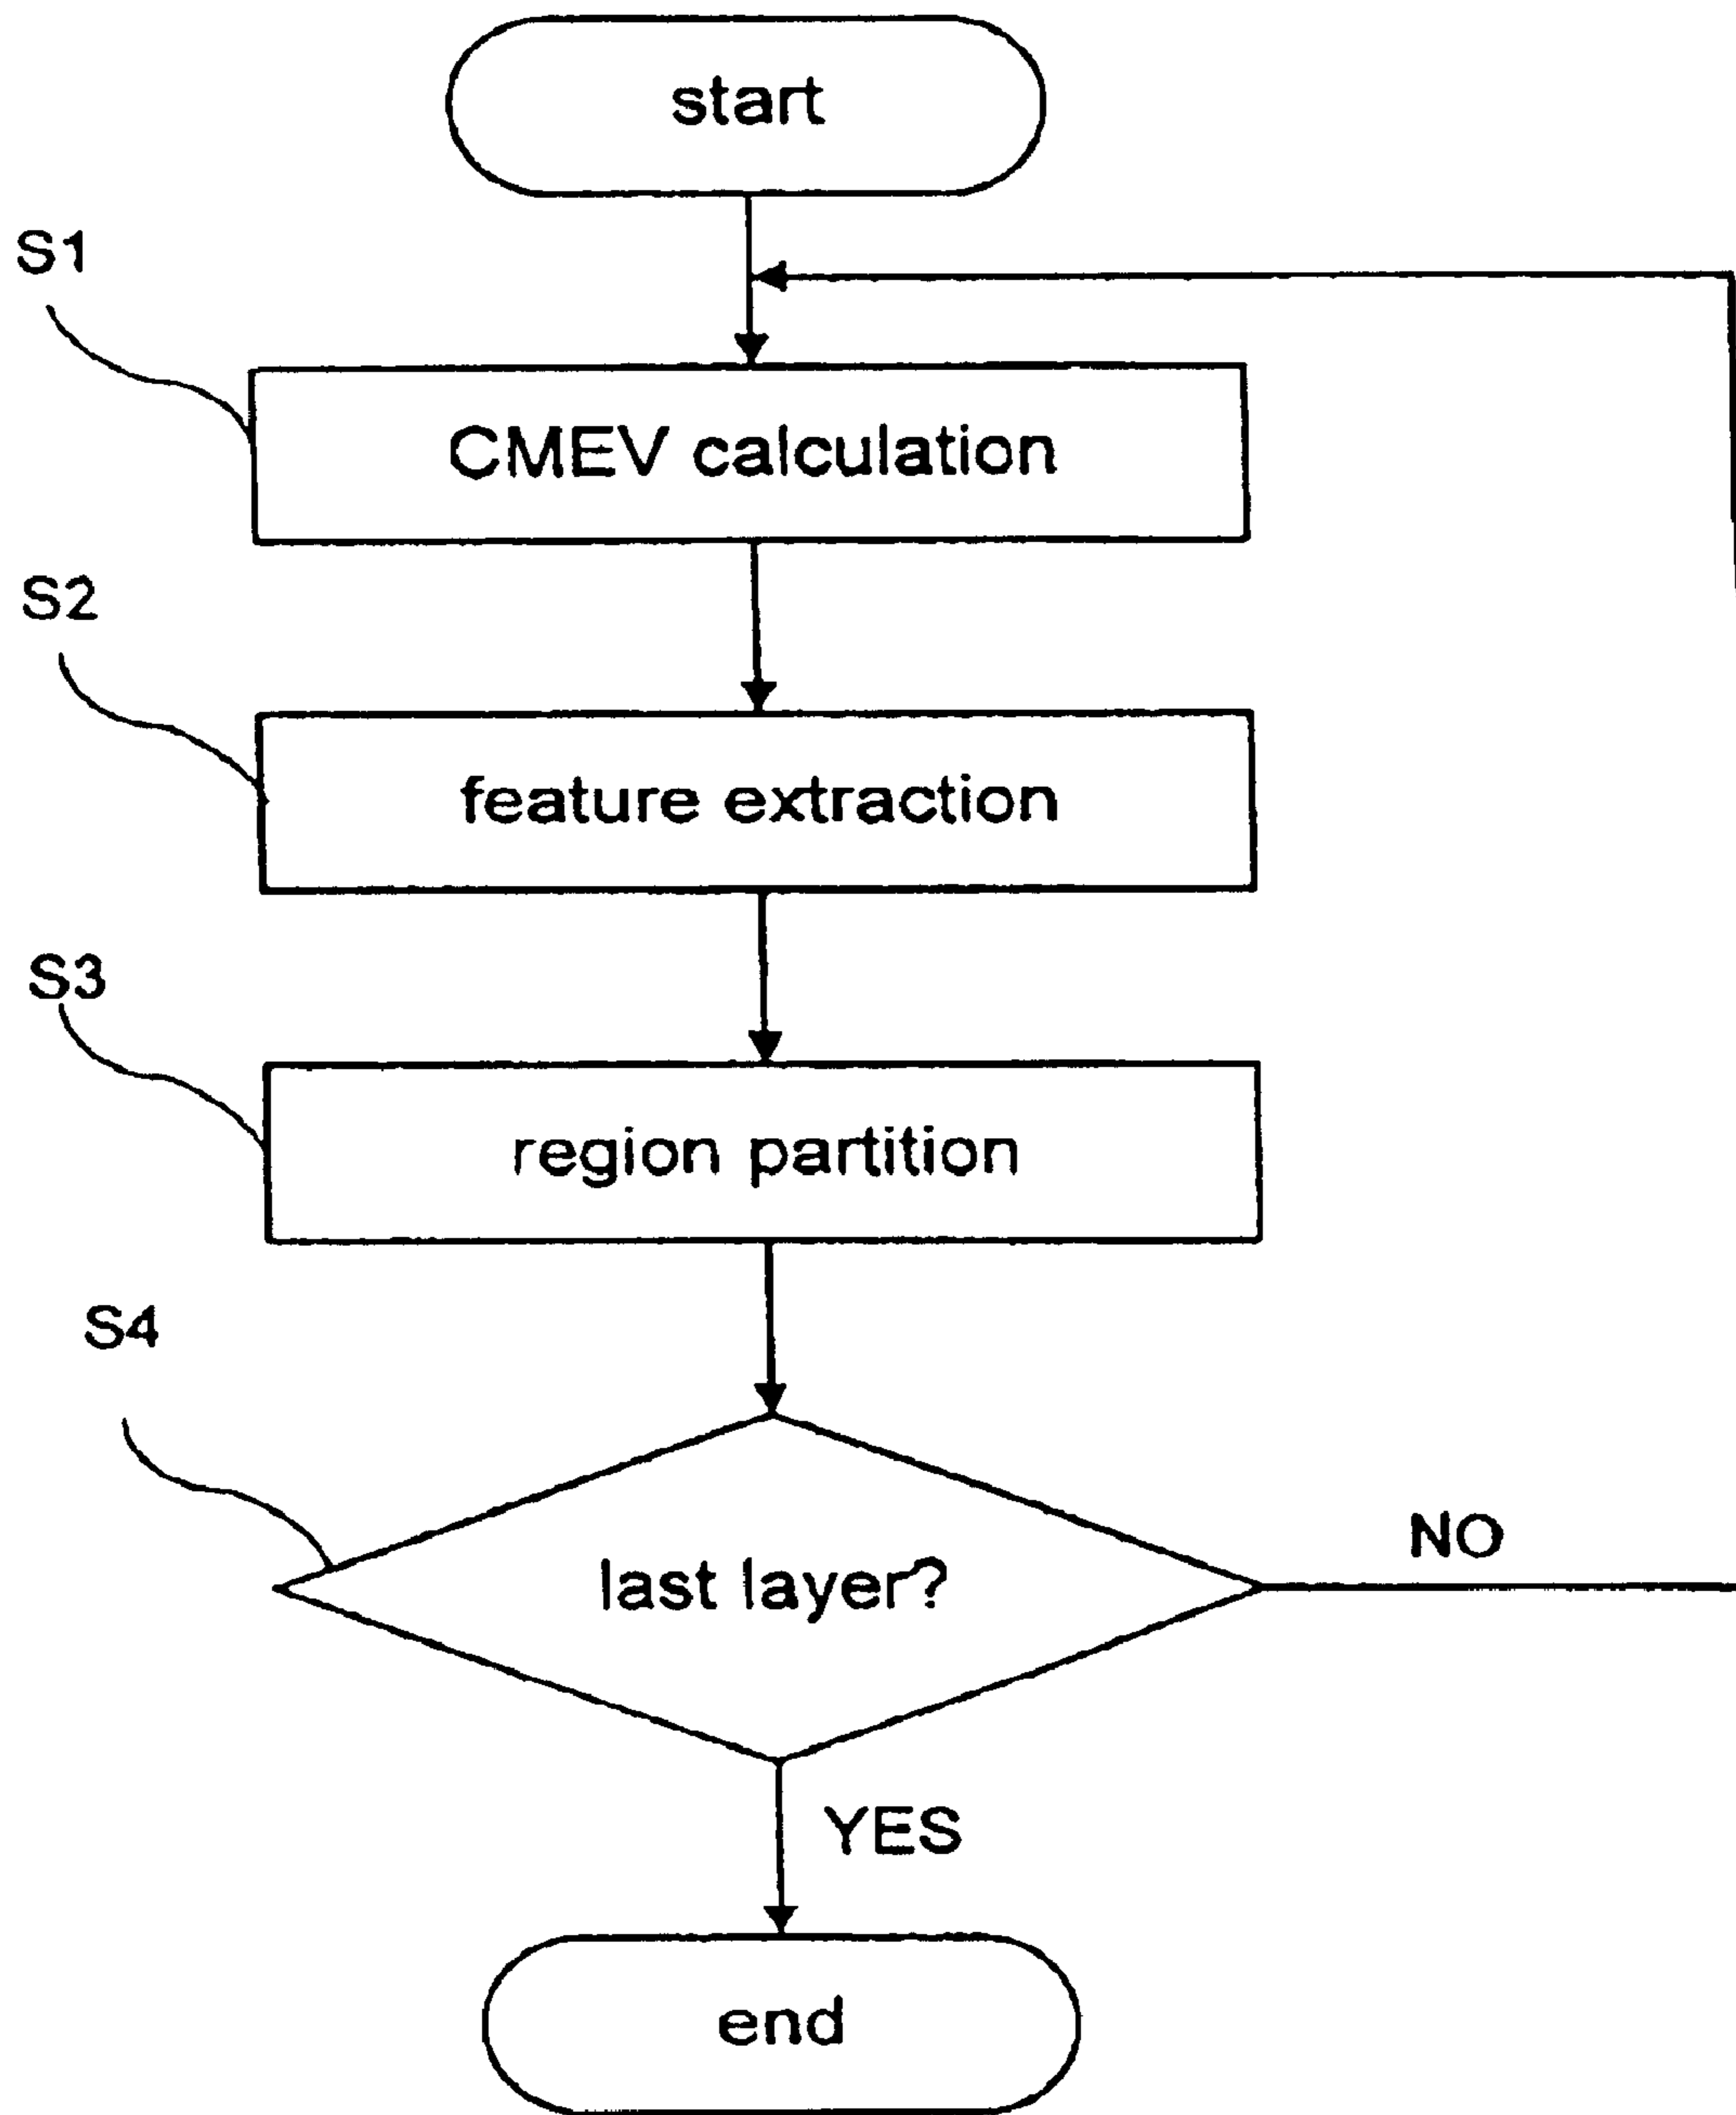 start
S1
CMEV calculation
S2
feature extraction
S3
region partition
S4
last layer?
NO
YES
end